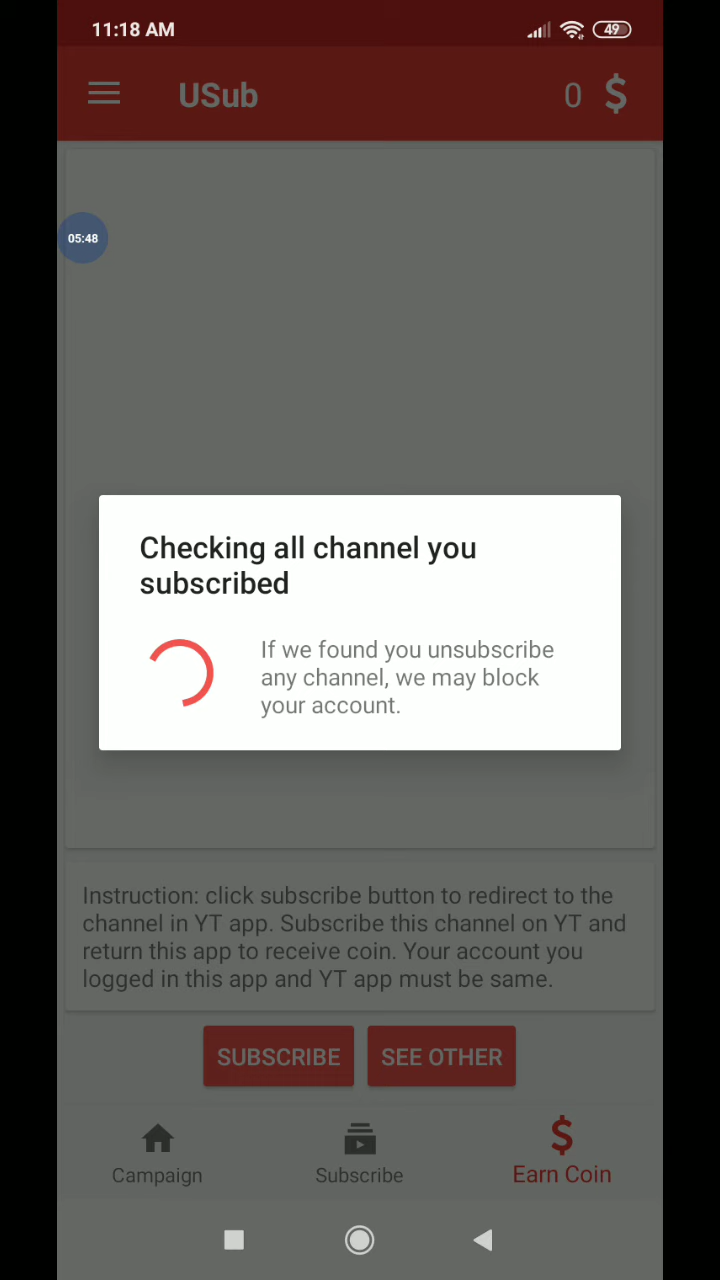 11:18 AM
49
USub
0 $
05:48
Checking all channel you
subscribed
If we found you unsubscribe
any channel, we may block
your account.
Instruction: click subscribe button to redirect to the
channel in YT app. Subscribe this channel on YT and
return this app to receive coin. Your account you
logged in this app and YT app must be same.
SUBSCRIBE SEE OTHER
Campaign Subscribe Earn Coin